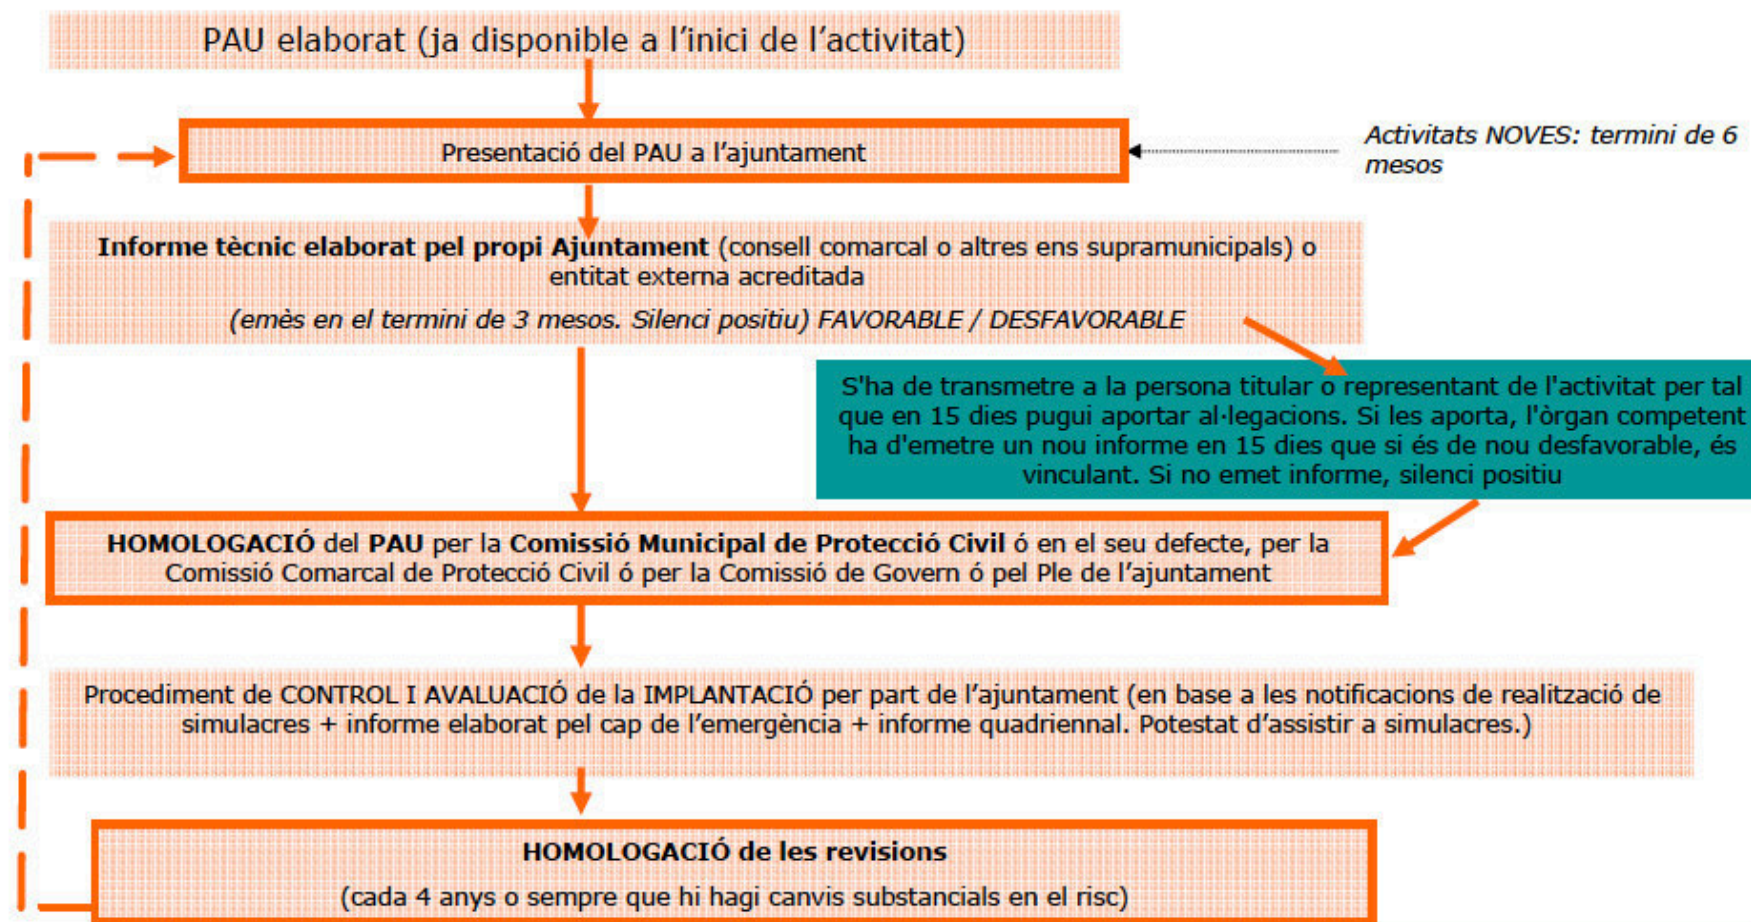 PAU elaborat (ja disponible a l’inici de l’activitat)
Presentació del PAU a l’ajuntament
Activitats NOVES: termini de 6
mesos
Informe tècnic elaborat pel propi Ajuntament (consell comarcal o altres ens supramunicipals) o
entitat externa acreditada
(emès en el termini de 3 mesos. Silenci positiu) FAVORABLE / DESFAVORABLE
S'ha de transmetre a la persona titular o representant de l'activitat per tal
que en 15 dies pugui aportar al·legacions. Si les aporta, l'òrgan competent
ha d'emetre un nou informe en 15 dies que si és de nou desfavorable, és
vinculant. Si no emet informe, silenci positiu
HOMOLOGACIÓ del PAU per la Comissió Municipal de Protecció Civil ó en el seu defecte, per la
Comissió Comarcal de Protecció Civil ó per la Comissió de Govern ó pel Ple de l’ajuntament
Procediment de CONTROL I AVALUACIÓ de la IMPLANTACIÓ per part de l’ajuntament (en base a les notificacions de realització de
simulacres + informe elaborat pel cap de l’emergència + informe quadriennal. Potestat d’assistir a simulacres.)
HOMOLOGACIÓ de les revisions
(cada 4 anys o sempre que hi hagi canvis substancials en el risc)